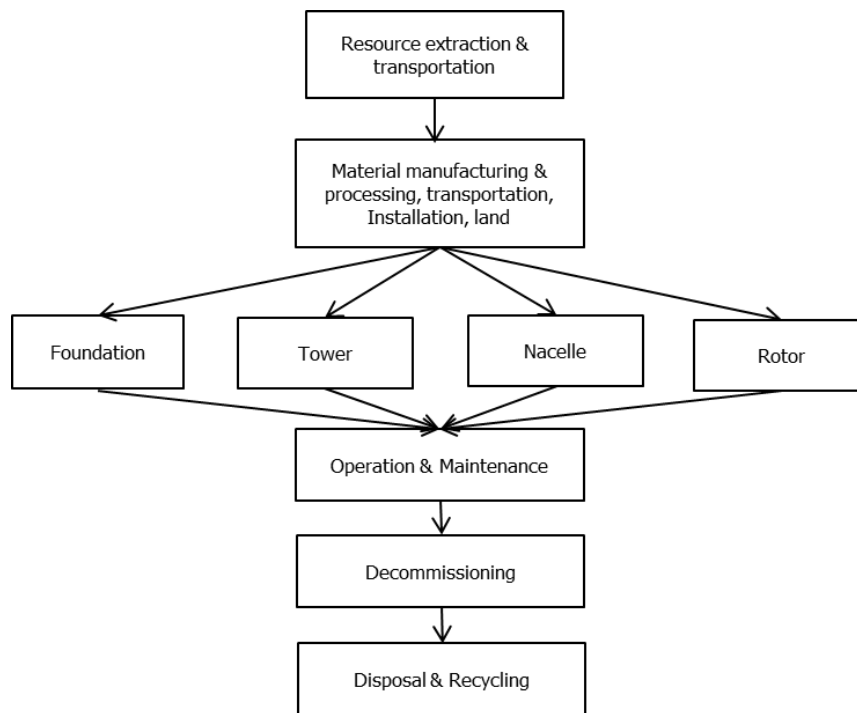 Resource extraction &
transportation
Material manufacturing &
processing, transportation,
Installation, land
Foundation
Tower
Nacelle
Rotor
Operation & Maintenance
Decommissioning
Disposal & Recycling